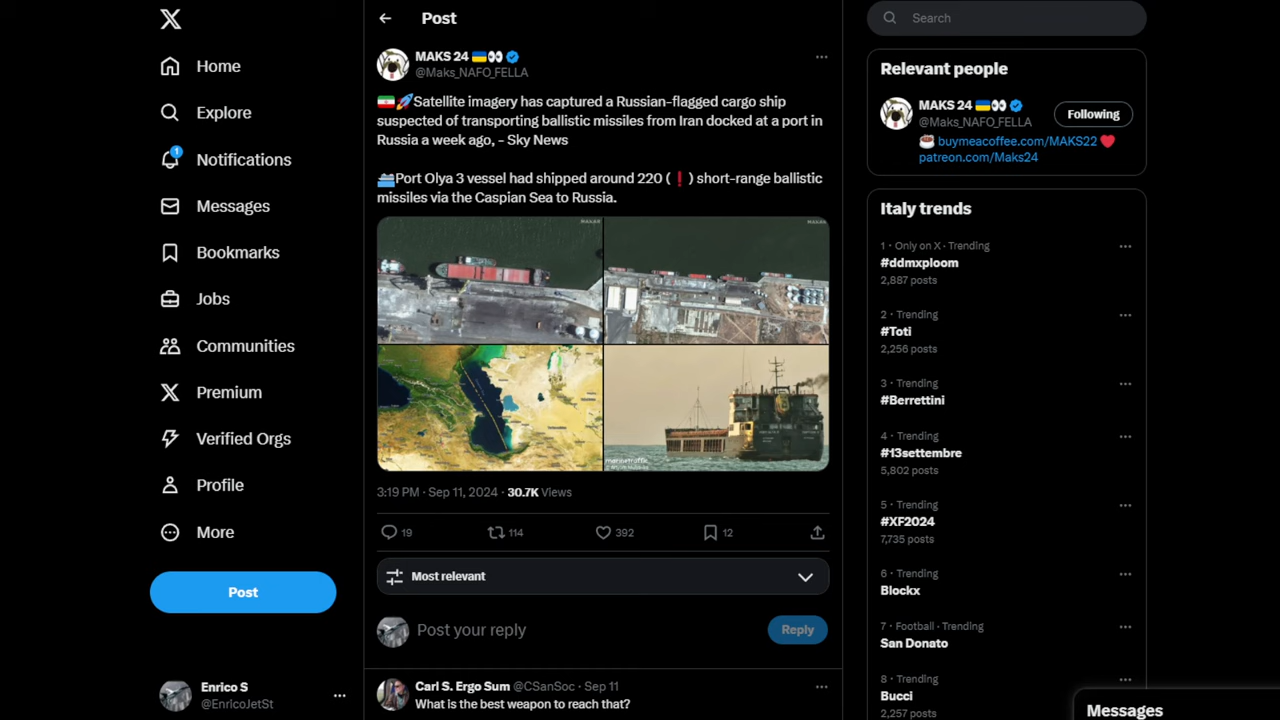 Post
Search
Home
Explore
1
Notifications
Messages
Bookmarks
Jobs
Communities
Premium
Verified Orgs
Profile
More
Post
Enrico S
@EnricoJetSt
MAKS 24 🇺🇦👀
@Maks_NAFO_FELLA
🇮🇷🚀Satellite imagery has captured a Russian-flagged cargo ship
suspected of transporting ballistic missiles from Iran docked at a port in
Russia a week ago, - Sky News
🚢Port Olya 3 vessel had shipped around 220 (❗) short-range ballistic
missiles via the Caspian Sea to Russia.
MAXAR
MAXAR
marinetraffic
3:19 PM · Sep 11, 2024 · 30.7K Views
19 114 392 12
Most relevant
Post your reply
Reply
Carl S. Ergo Sum @CSanSoc · Sep 11
What is the best weapon to reach that?
Relevant people
MAKS 24 🇺🇦👀
@Maks_NAFO_FELLA
Following
☕ buymeacoffee.com/MAKS22 ❤️
patreon.com/Maks24
Italy trends
1 · Only on X · Trending
#ddmxploom
2,887 posts
2 · Trending
#Toti
2,256 posts
3 · Trending
#Berrettini
4 · Trending
#13settembre
5,802 posts
5 · Trending
#XF2024
7,735 posts
6 · Trending
Blockx
7 · Football · Trending
San Donato
8 · Trending
Bucci
2,257 posts
Messages